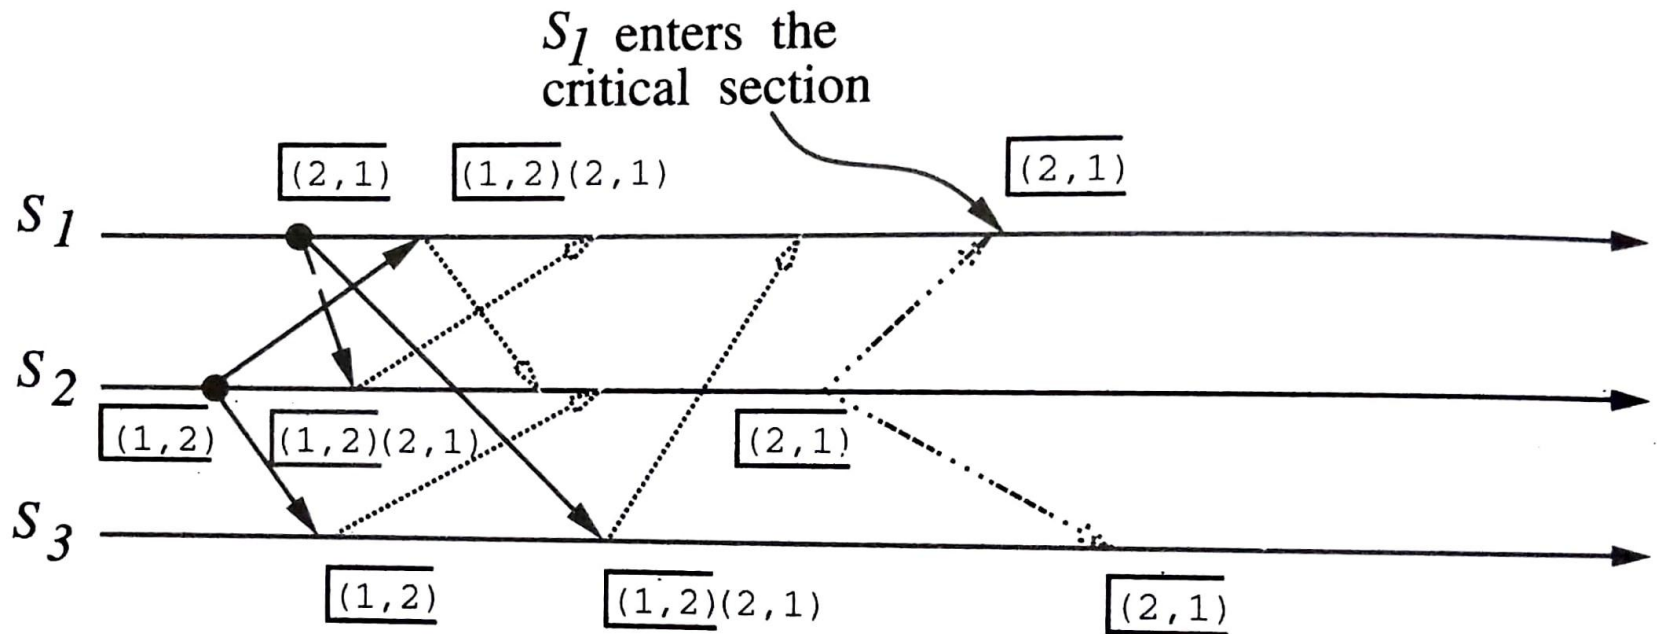 S1 enters the
critical section
(2,1) (1,2)(2,1) (2,1)
S1
S2
(1,2) (1,2)(2,1) (2,1)
S3
(1,2) (1,2)(2,1) (2,1)